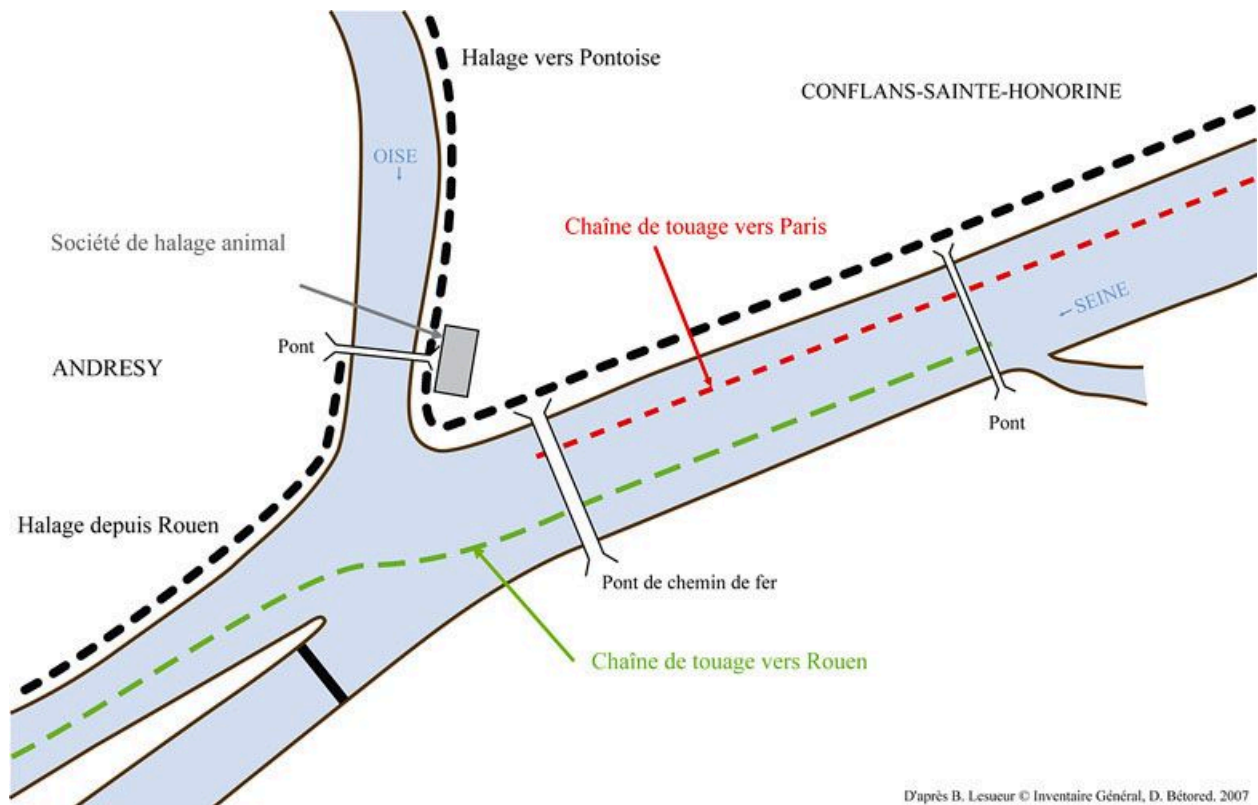 Halage vers Pontoise
CONFLANS-SAINTE-HONORINE
OISE
↓
Chaîne de touage vers Paris
Société de halage animal
← SEINE
Pont
ANDRESY
Pont
Halage depuis Rouen
Pont de chemin de fer
Chaîne de touage vers Rouen
D'après B. Lesueur © Inventaire Général, D. Bétored. 2007